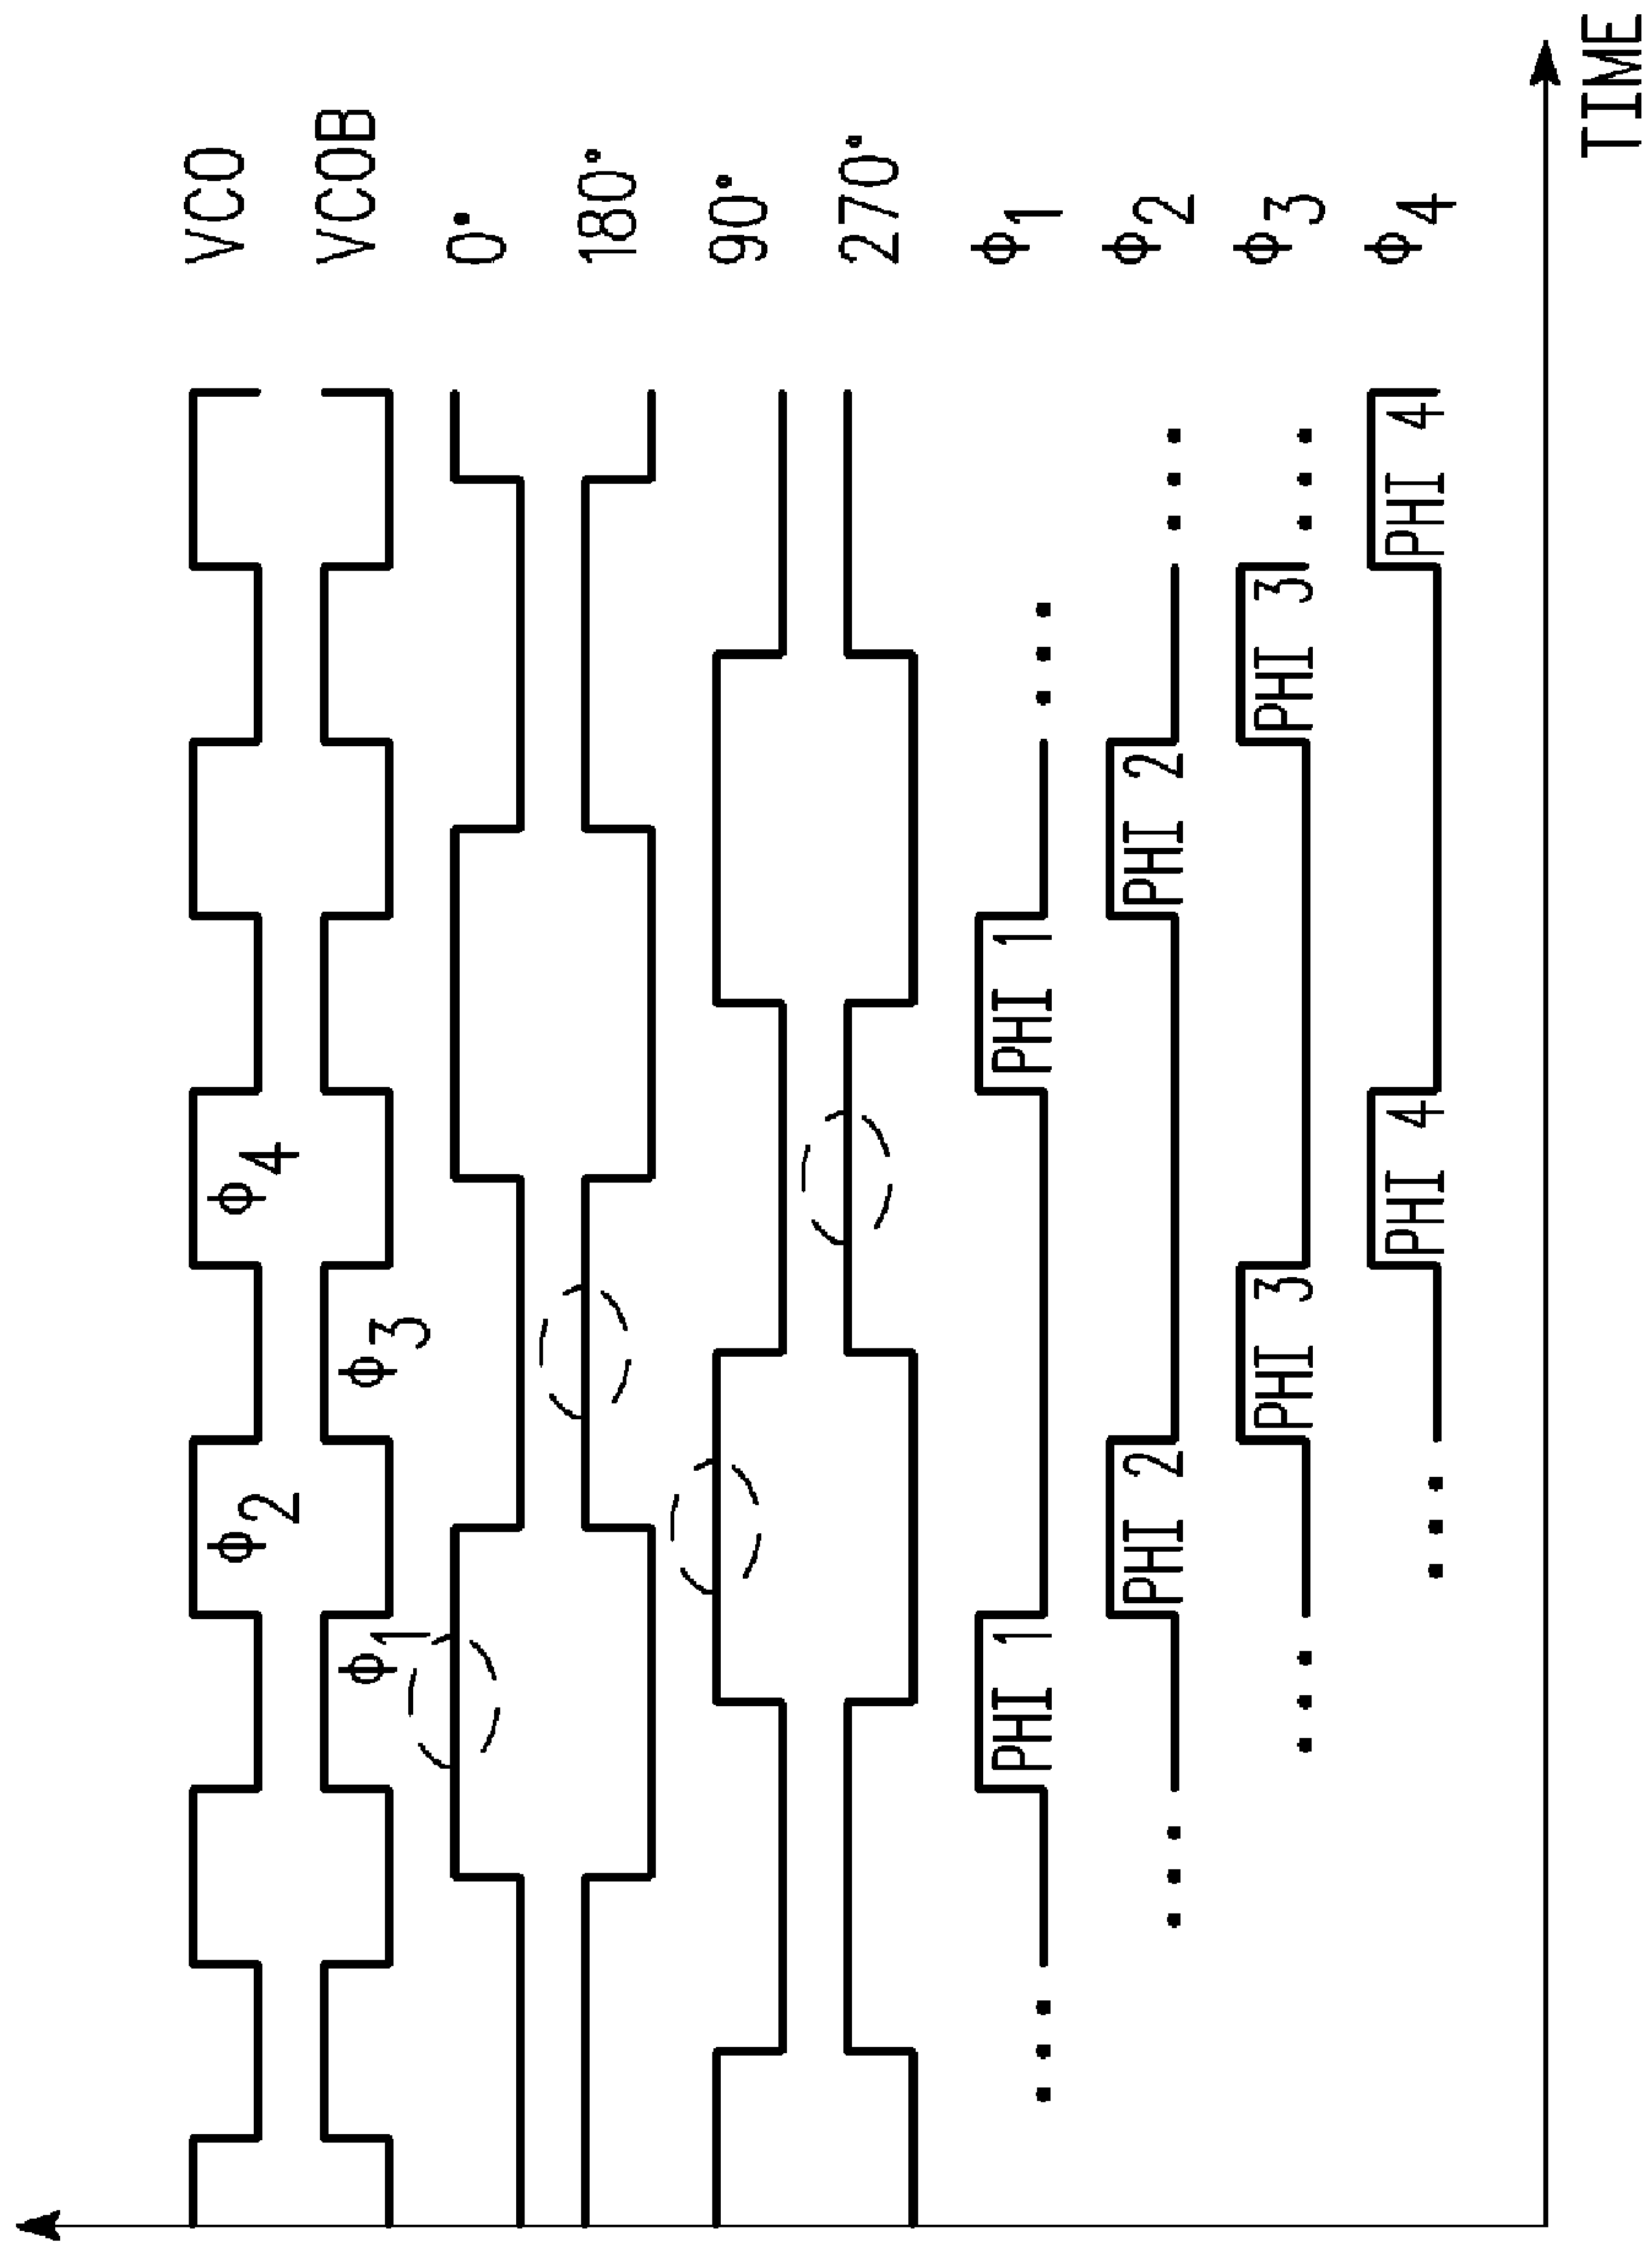 VCO
φ2
φ4
VCOB
φ1
φ3
0°
180°
90°
270°
PHI 1
PHI 1
φ1
PHI 2
PHI 2
φ2
PHI 3
PHI 3
φ3
PHI 4
PHI 4
φ4
TIME